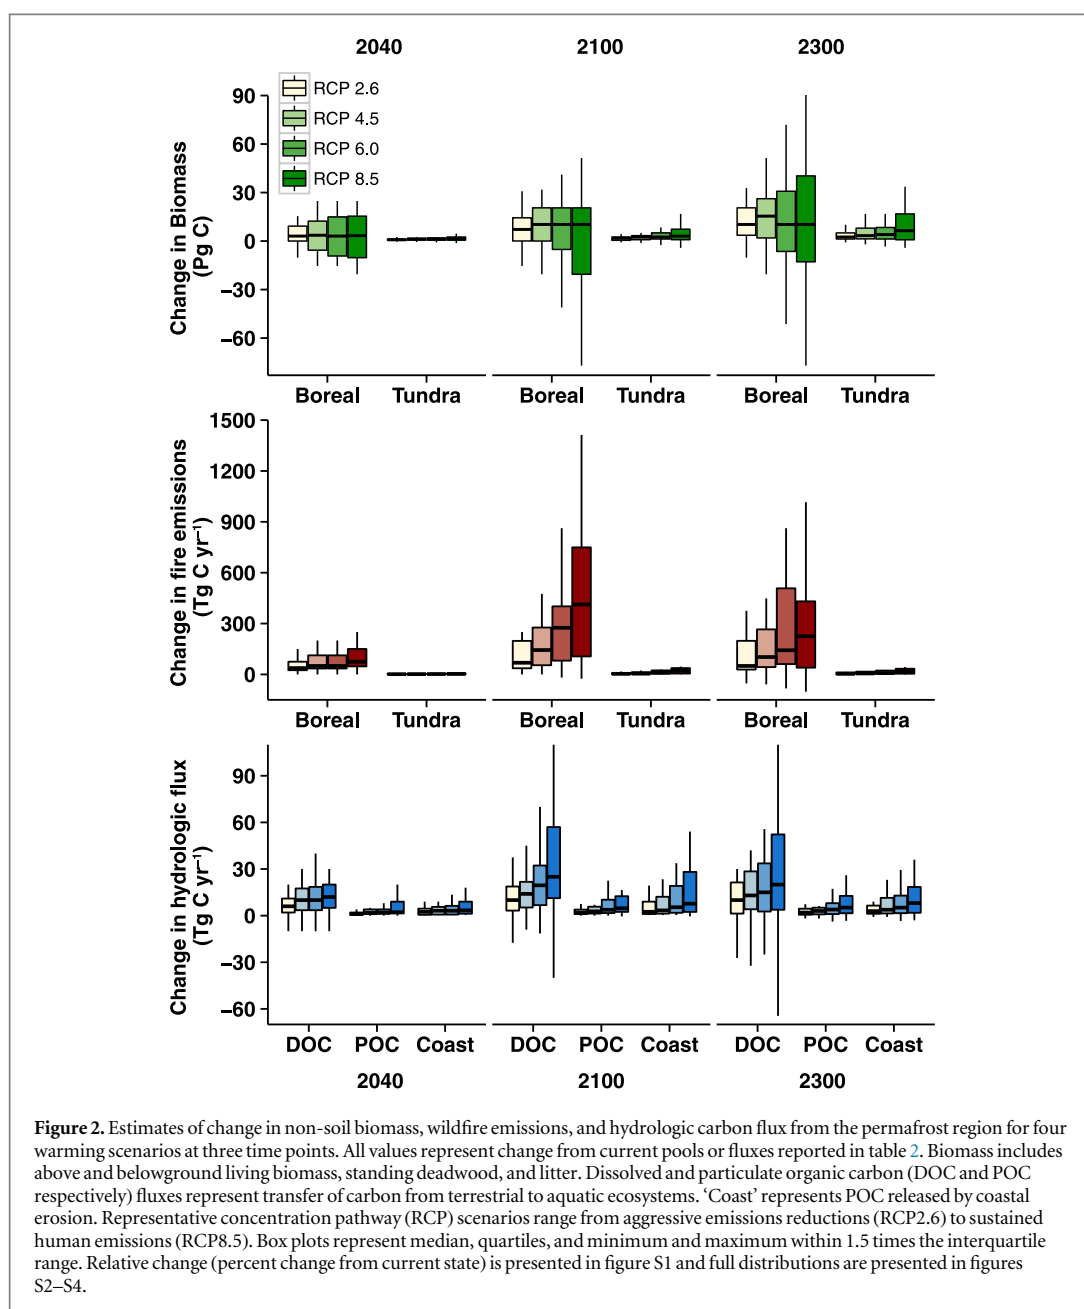 2040 2100 2300
RCP 2.6
RCP 4.5
RCP 6.0
RCP 8.5
Change in Biomass
(Pg C)
90
60
30
0
−30
−60
Boreal Tundra Boreal Tundra Boreal Tundra
Change in fire emissions
(Tg C yr⁻¹)
1500
1200
900
600
300
0
Boreal Tundra Boreal Tundra Boreal Tundra
Change in hydrologic flux
(Tg C yr⁻¹)
90
60
30
0
−30
−60
DOC POC Coast DOC POC Coast DOC POC Coast
2040 2100 2300
Figure 2. Estimates of change in non-soil biomass, wildfire emissions, and hydrologic carbon flux from the permafrost region for four
warming scenarios at three time points. All values represent change from current pools or fluxes reported in table 2. Biomass includes
above and belowground living biomass, standing deadwood, and litter. Dissolved and particulate organic carbon (DOC and POC
respectively) fluxes represent transfer of carbon from terrestrial to aquatic ecosystems. ‘Coast’ represents POC released by coastal
erosion. Representative concentration pathway (RCP) scenarios range from aggressive emissions reductions (RCP2.6) to sustained
human emissions (RCP8.5). Box plots represent median, quartiles, and minimum and maximum within 1.5 times the interquartile
range. Relative change (percent change from current state) is presented in figure S1 and full distributions are presented in figures
S2–S4.